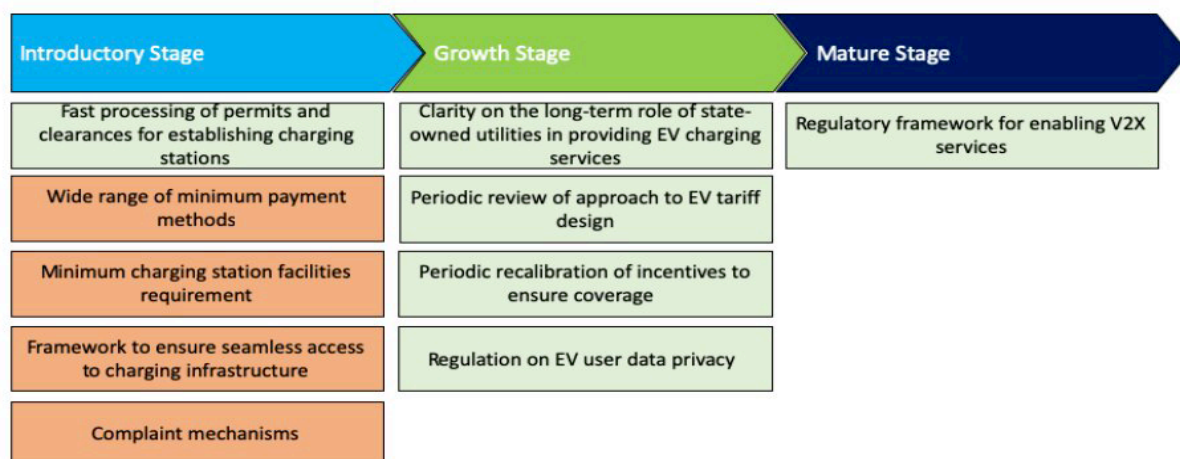 Introductory Stage
Growth Stage
Mature Stage
Fast processing of permits and
clearances for establishing charging
stations
Wide range of minimum payment
methods
Minimum charging station facilities
requirement
Framework to ensure seamless access
to charging infrastructure
Complaint mechanisms
Clarity on the long-term role of state-
owned utilities in providing EV charging
services
Periodic review of approach to EV tariff
design
Periodic recalibration of incentives to
ensure coverage
Regulation on EV user data privacy
Regulatory framework for enabling V2X
services